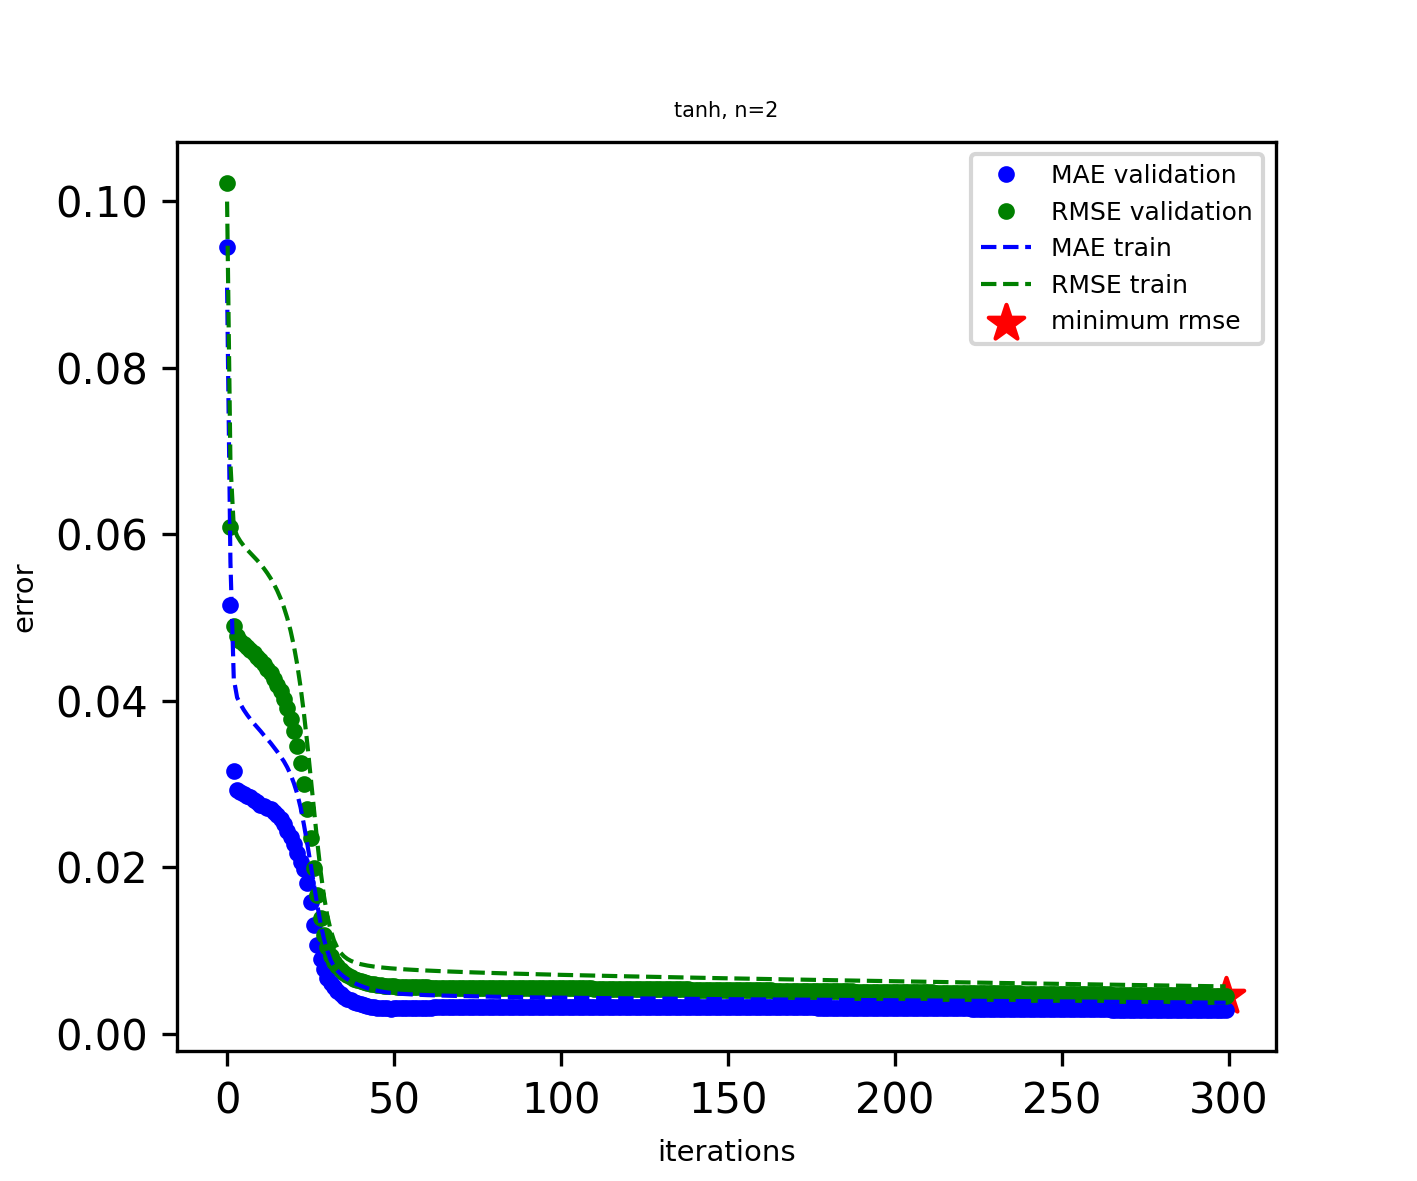 tanh, n=2
MAE validation
RMSE validation
MAE train
RMSE train
minimum rmse
error
0.10
0.08
0.06
0.04
0.02
0.00
0 50 100 150 200 250 300
iterations